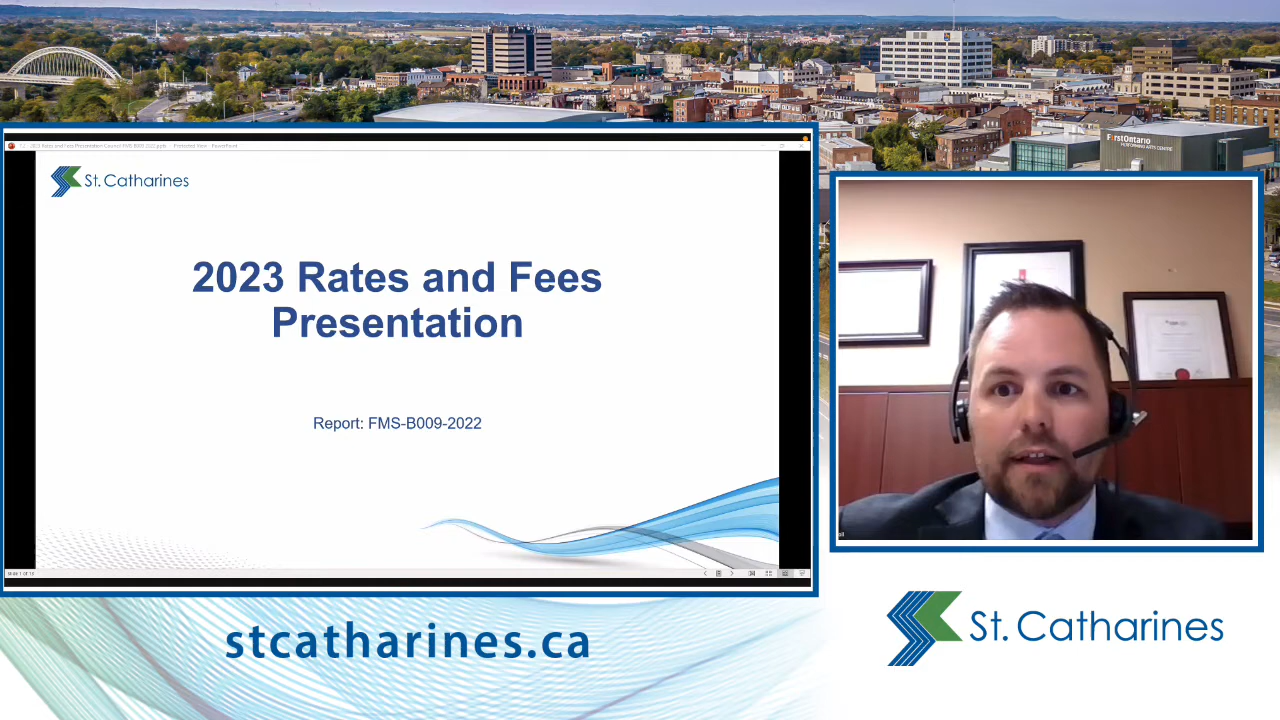 FirstOntario
PERFORMING ARTS CENTRE
St. Catharines
2023 Rates and Fees
Presentation
Report: FMS-B009-2022
stcatharines.ca
St. Catharines